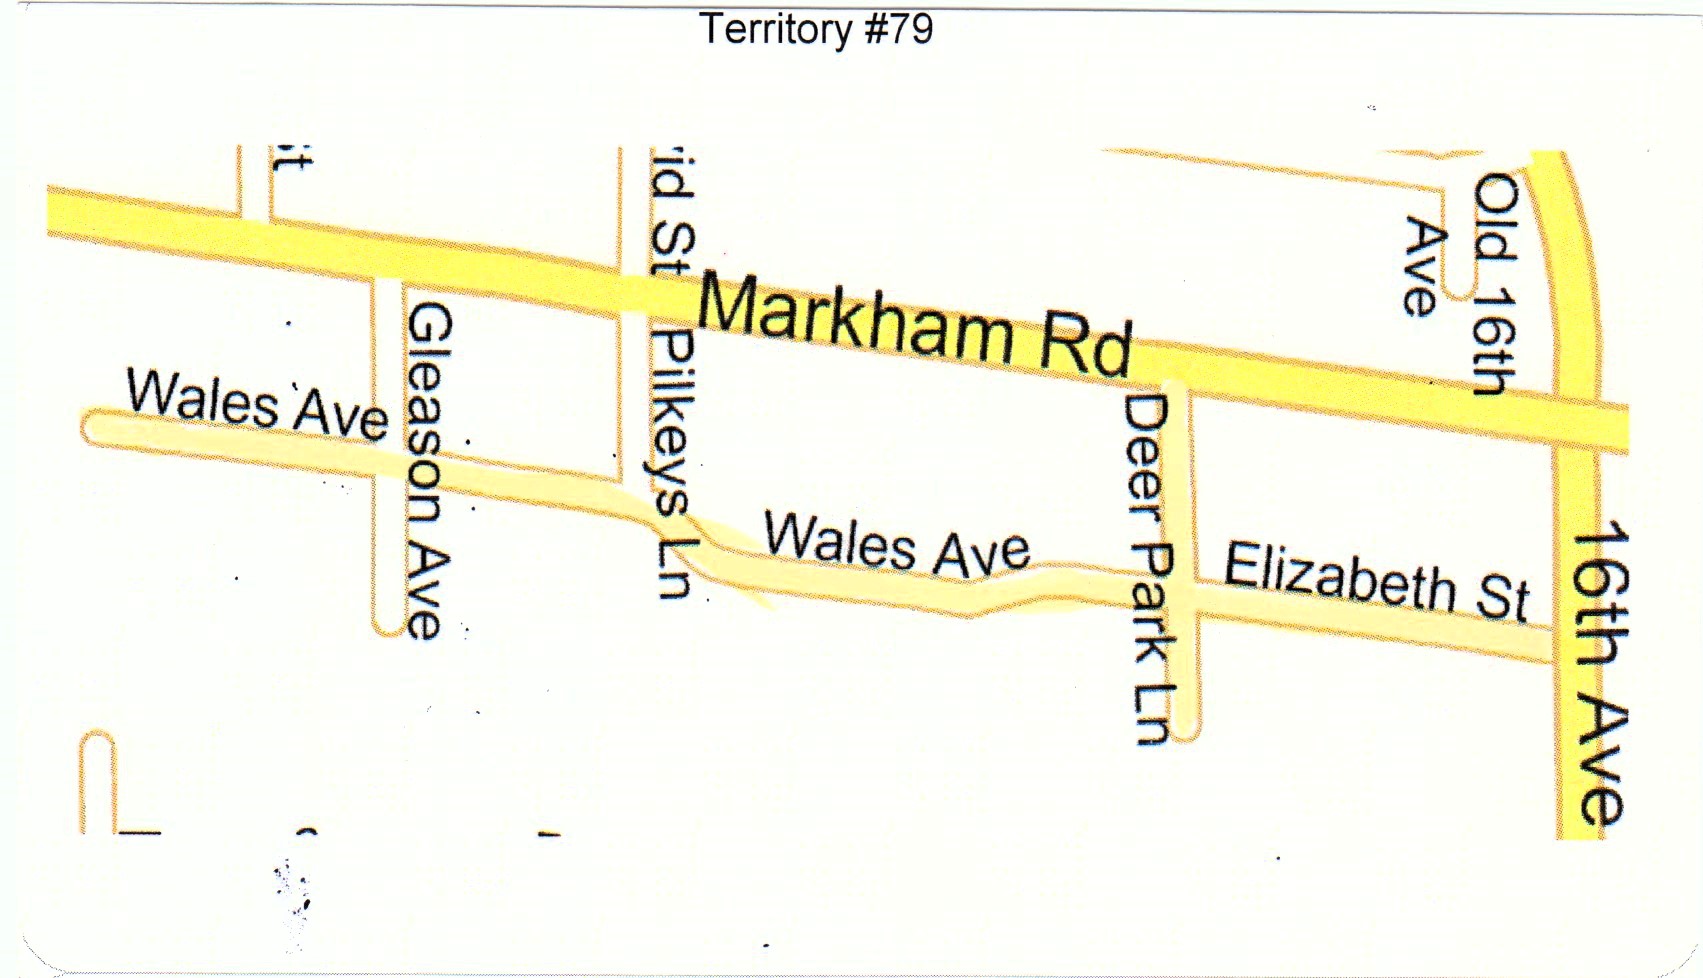 Territory #79
Old 16th
Ave
Markham Rd
Gleason Ave
Pilkeys Ln
Wales Ave
Deer Park Ln
Wales Ave
Elizabeth St
16th Ave
St